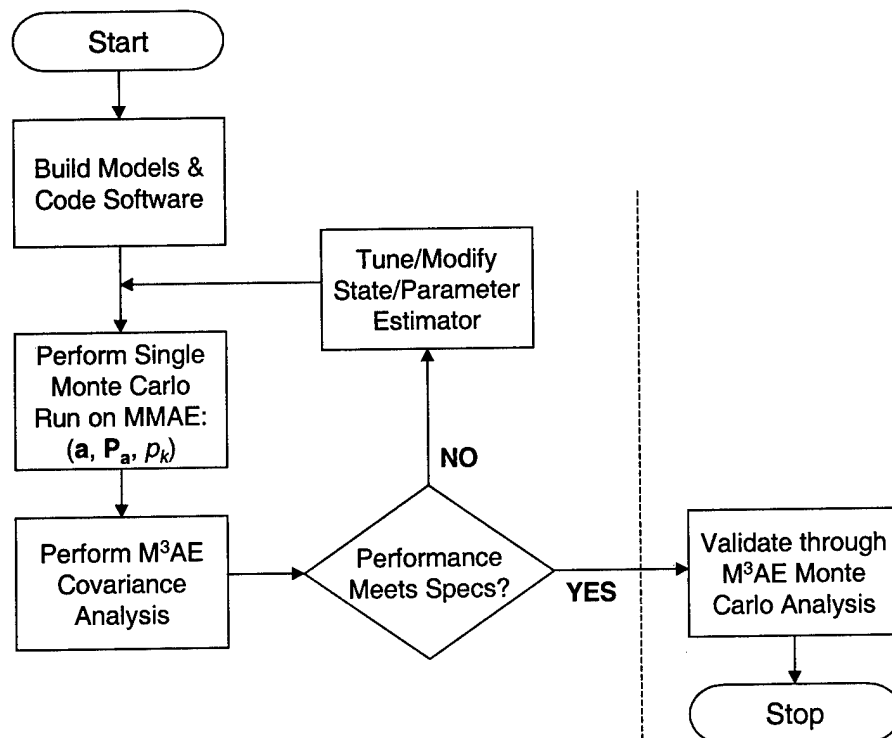 Start
Build Models &
Code Software
Tune/Modify
State/Parameter
Estimator
Perform Single
Monte Carlo
Run on MMAE:
(a, Pₐ, pₖ)
NO
Perform M³AE
Covariance
Analysis
Performance
Meets Specs?
YES
Validate through
M³AE Monte
Carlo Analysis
Stop